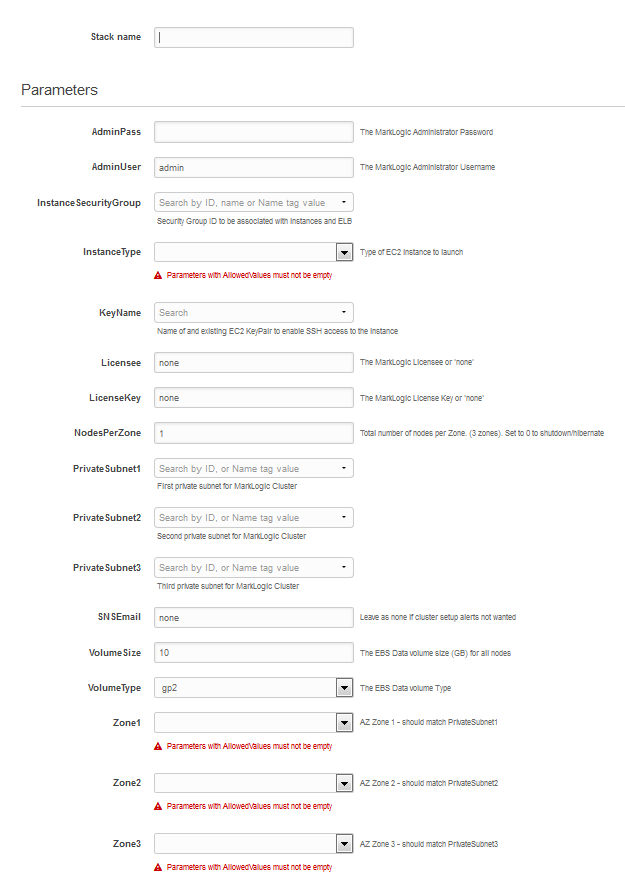 Stack name
Parameters
AdminPass The MarkLogic Administrator Password
AdminUser admin The MarkLogic Administrator Username
InstanceSecurityGroup Search by ID, name or Name tag value
Security Group ID to be associated with Instances and ELB
InstanceType Type of EC2 Instance to launch
Parameters with AllowedValues must not be empty
KeyName Search
Name of and existing EC2 KeyPair to enable SSH access to the Instance
Licensee none The MarkLogic Licensee or 'none'
LicenseKey none The MarkLogic License Key or 'none'
NodesPerZone 1 Total number of nodes per Zone. (3 zones). Set to 0 to shutdown/hibernate
PrivateSubnet1 Search by ID, or Name tag value
First private subnet for MarkLogic Cluster
PrivateSubnet2 Search by ID, or Name tag value
Second private subnet for MarkLogic Cluster
PrivateSubnet3 Search by ID, or Name tag value
Third private subnet for MarkLogic Cluster
SNSEmail none Leave as none if cluster setup alerts not wanted
VolumeSize 10 The EBS Data volume size (GB) for all nodes
VolumeType gp2 The EBS Data volume Type
Zone1 AZ Zone 1 - should match PrivateSubnet1
Parameters with AllowedValues must not be empty
Zone2 AZ Zone 2 - should match PrivateSubnet2
Parameters with AllowedValues must not be empty
Zone3 AZ Zone 3 - should match PrivateSubnet3
Parameters with AllowedValues must not be empty